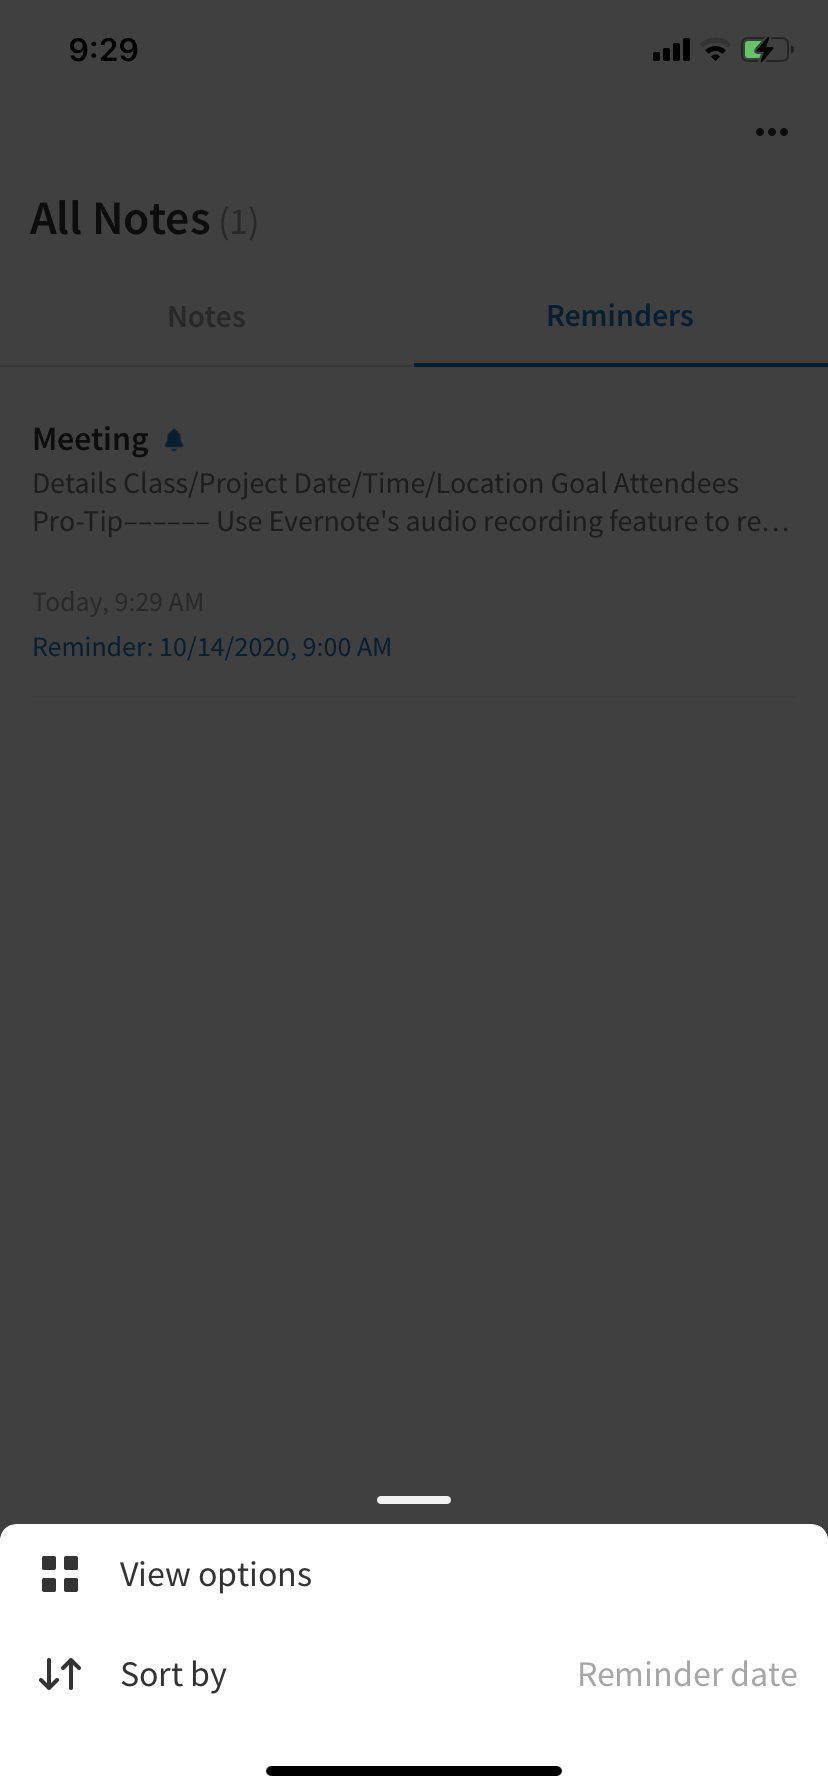 9:29
All Notes (1)
Notes
Reminders
Meeting
Details Class/Project Date/Time/Location Goal Attendees
Pro-Tip–––––– Use Evernote's audio recording feature to re…
Today, 9:29 AM
Reminder: 10/14/2020, 9:00 AM
View options
Sort by
Reminder date